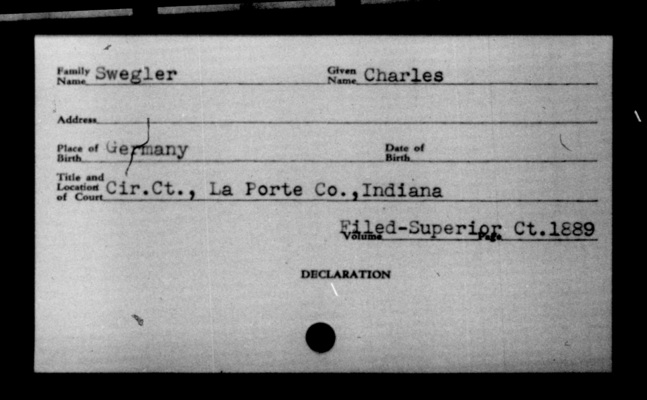 Family Name Swegler Given Name Charles
Address
Place of Birth Germany Date of Birth
Title and Location of Court Cir.Ct., La Porte Co.,Indiana
Filed-Superior Ct.1889
Volume Page
DECLARATION